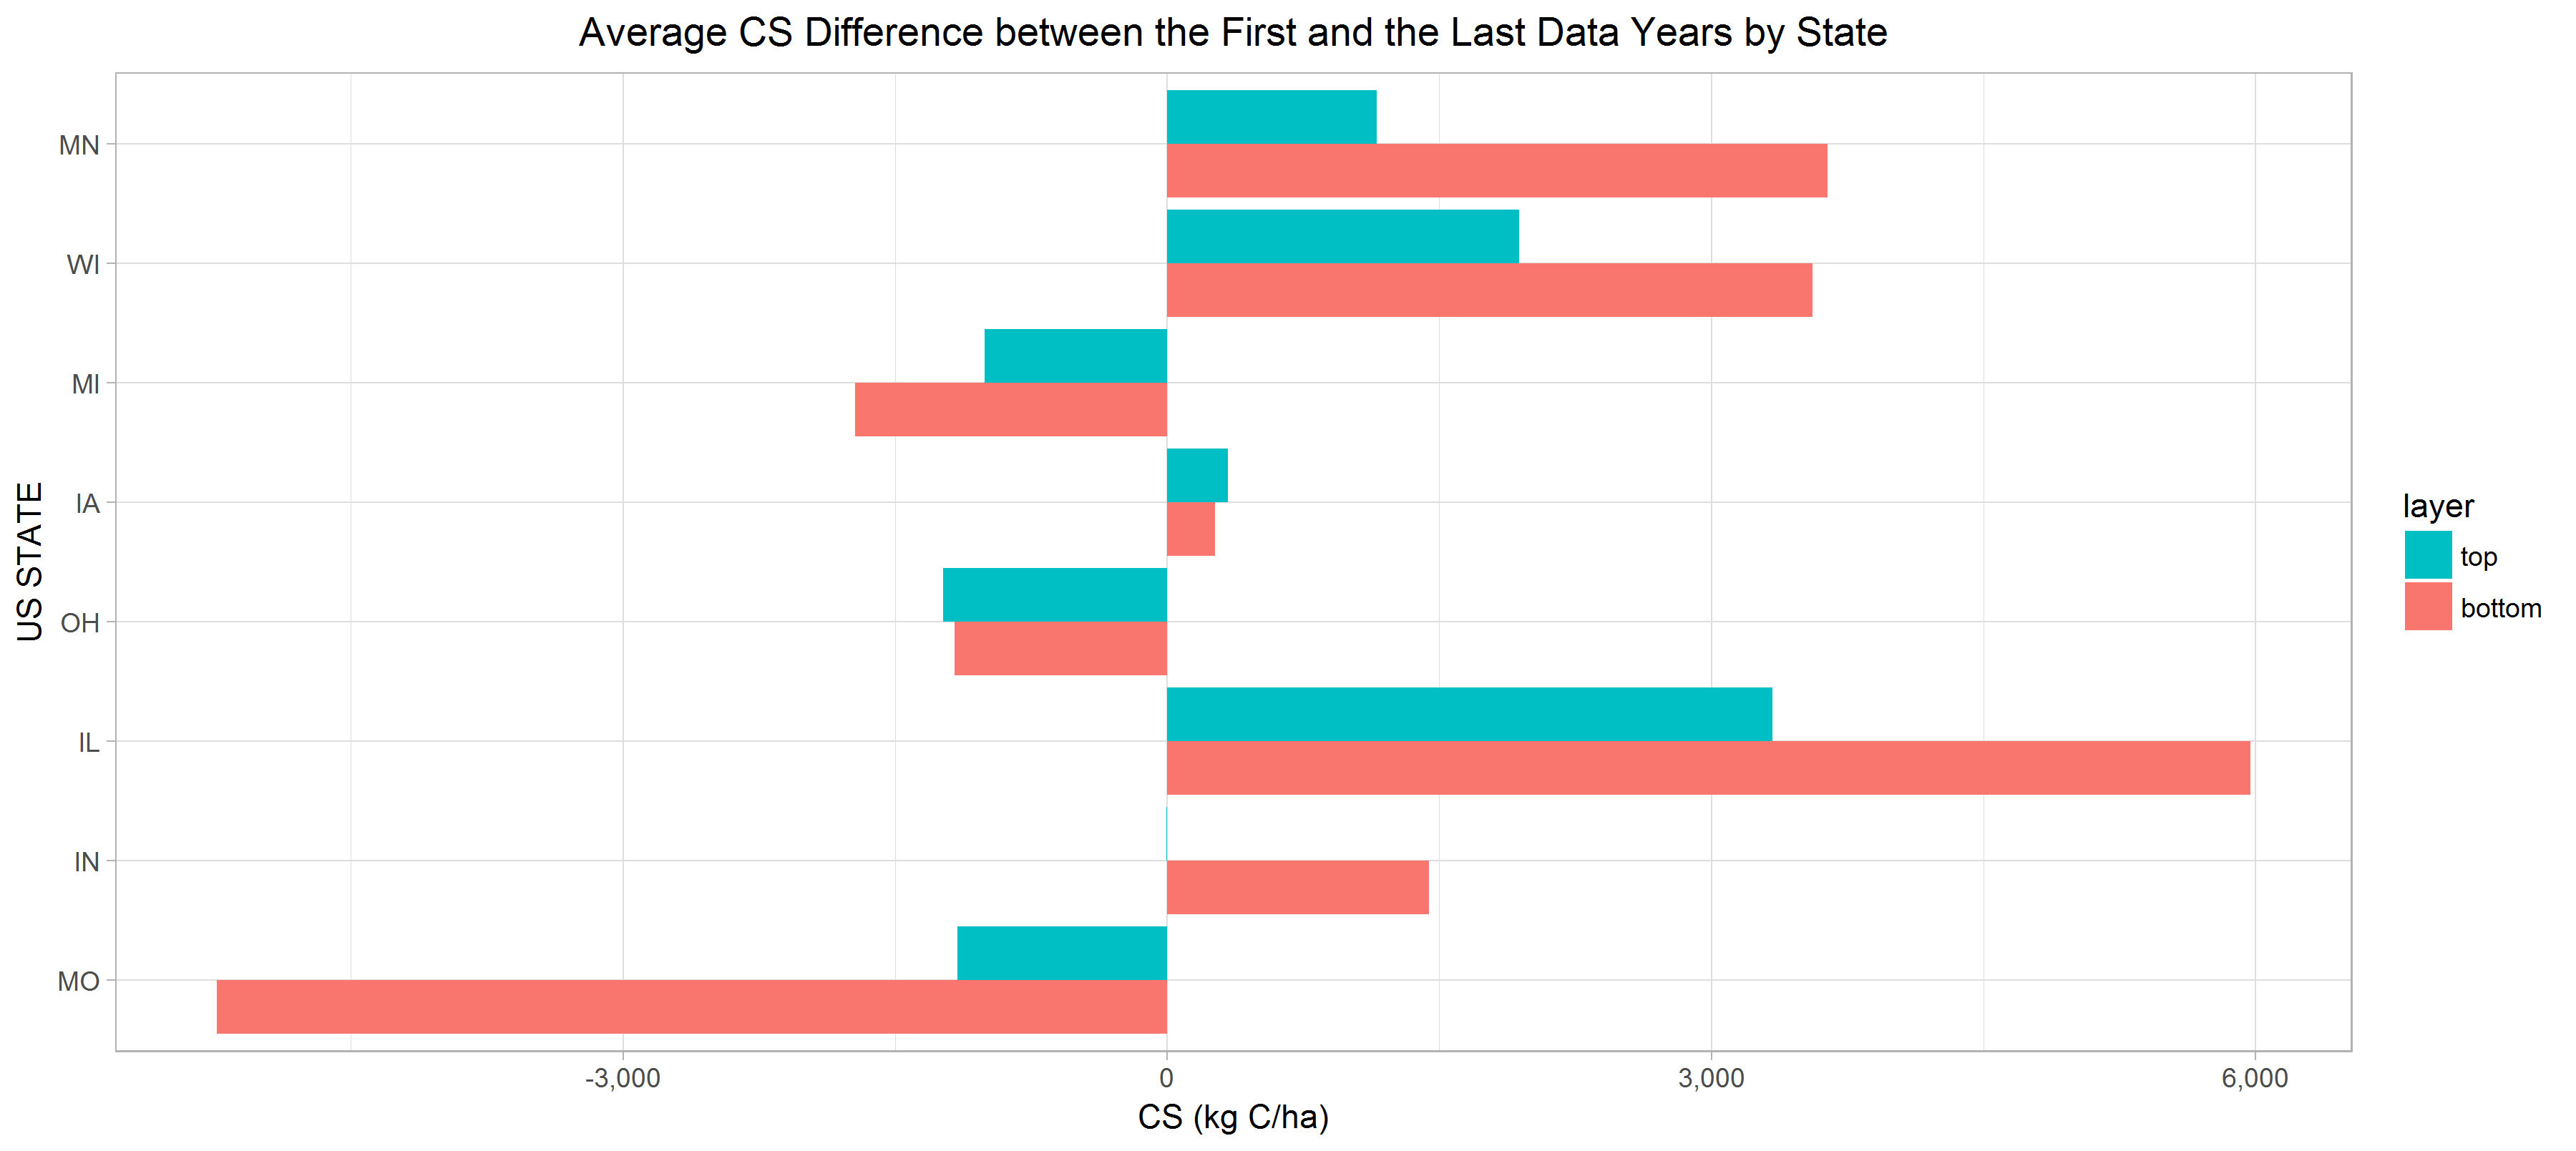 Average CS Difference between the First and the Last Data Years by State
US STATE
MN
WI
MI
IA
OH
IL
IN
MO
-3,000
0
3,000
6,000
CS (kg C/ha)
layer
top
bottom